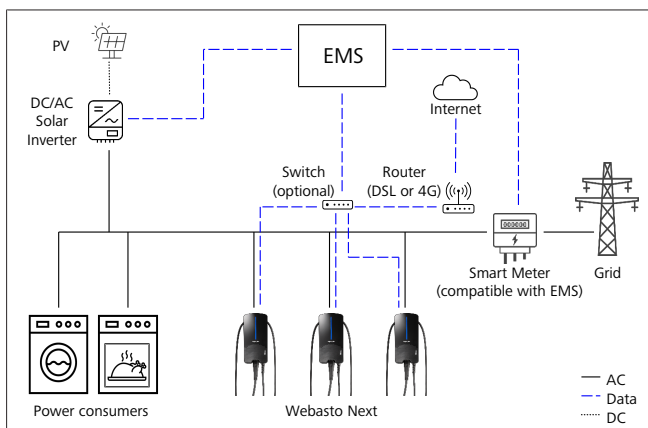 PV
EMS
DC/AC
Solar
Inverter
Internet
Switch
(optional)
Router
(DSL or 4G)
Smart Meter
(compatible with EMS)
Grid
Power consumers
Webasto Next
AC
Data
DC